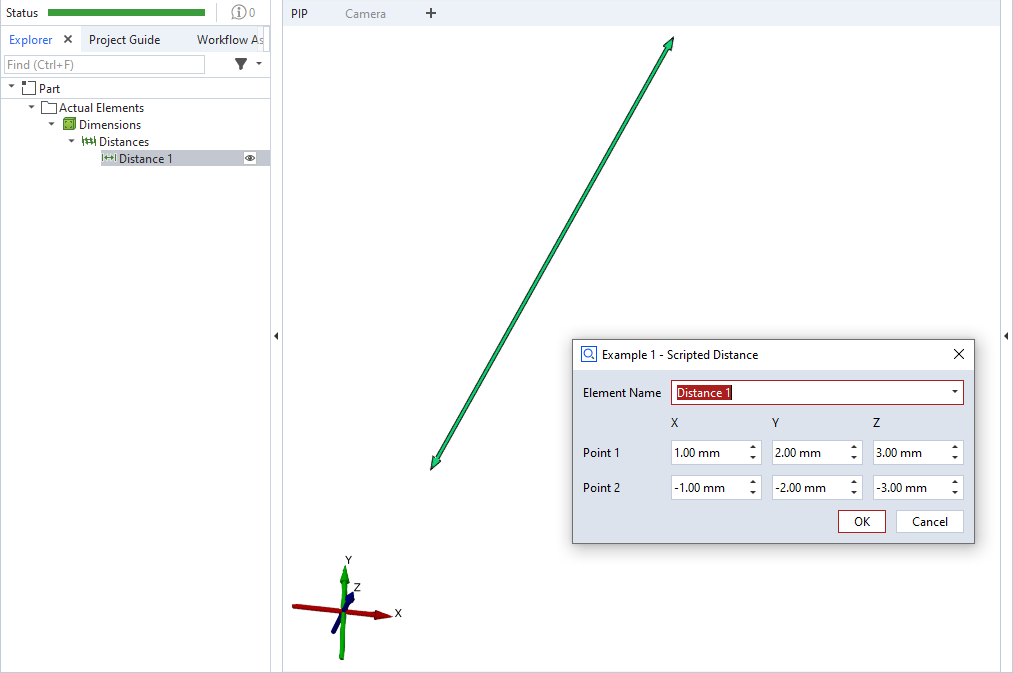 Status
0
PIP
Camera
Explorer
Project Guide
Workflow As
Find (Ctrl+F)
Part
Actual Elements
Dimensions
Distances
Distance 1
Example 1 - Scripted Distance
Element Name
Distance 1
X Y Z
Point 1 1.00 mm 2.00 mm 3.00 mm
Point 2 -1.00 mm -2.00 mm -3.00 mm
OK Cancel
Y
Z
X